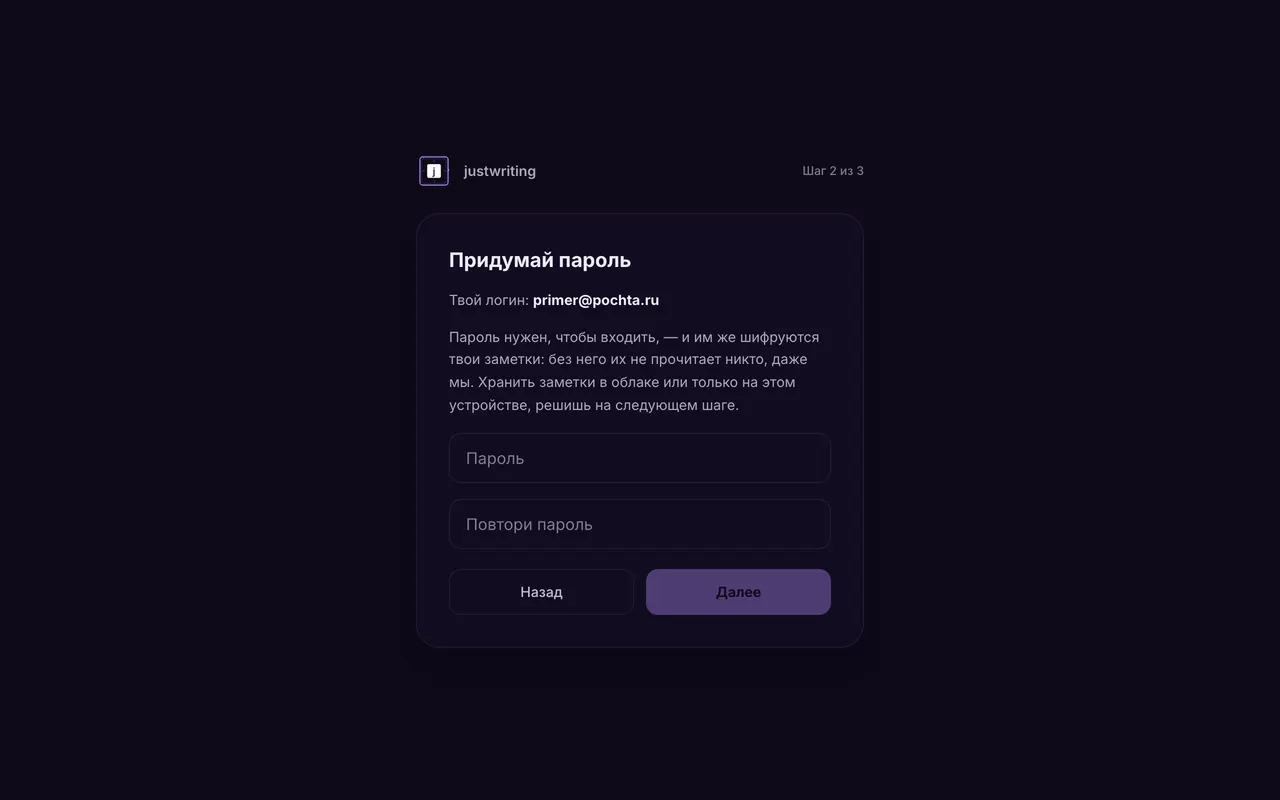 j justwriting
Шаг 2 из 3
Придумай пароль
Твой логин: primer@pochta.ru
Пароль нужен, чтобы входить, — и им же шифруются
твои заметки: без него их не прочитает никто, даже
мы. Хранить заметки в облаке или только на этом
устройстве, решишь на следующем шаге.
Пароль
Повтори пароль
Назад
Далее